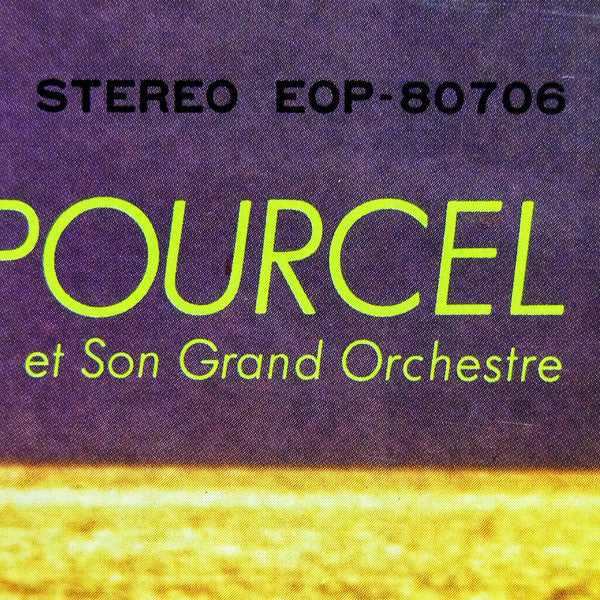 STEREO EOP-80706
POURCEL
et Son Grand Orchestre